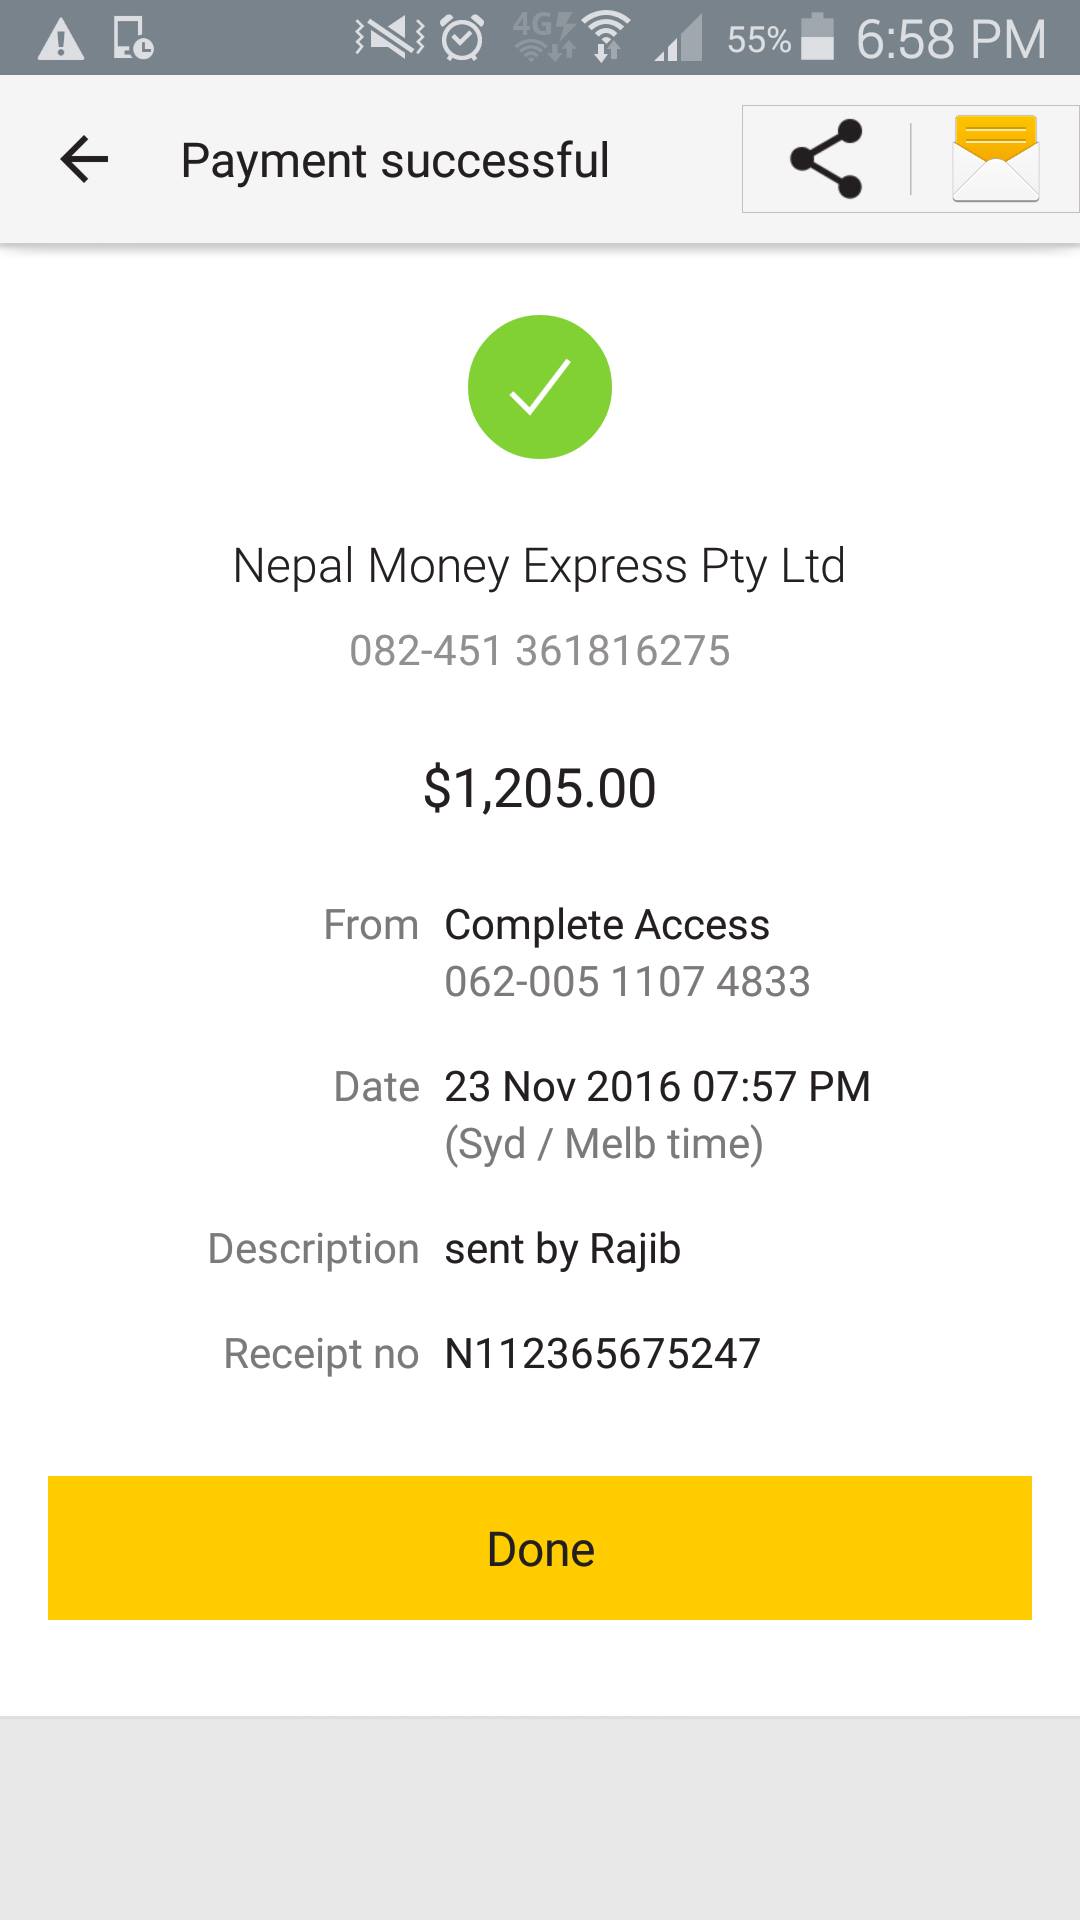 4G 55% 6:58 PM
Payment successful
Nepal Money Express Pty Ltd
082-451 361816275
$1,205.00
From Complete Access
062-005 1107 4833
Date 23 Nov 2016 07:57 PM
(Syd / Melb time)
Description sent by Rajib
Receipt no N112365675247
Done